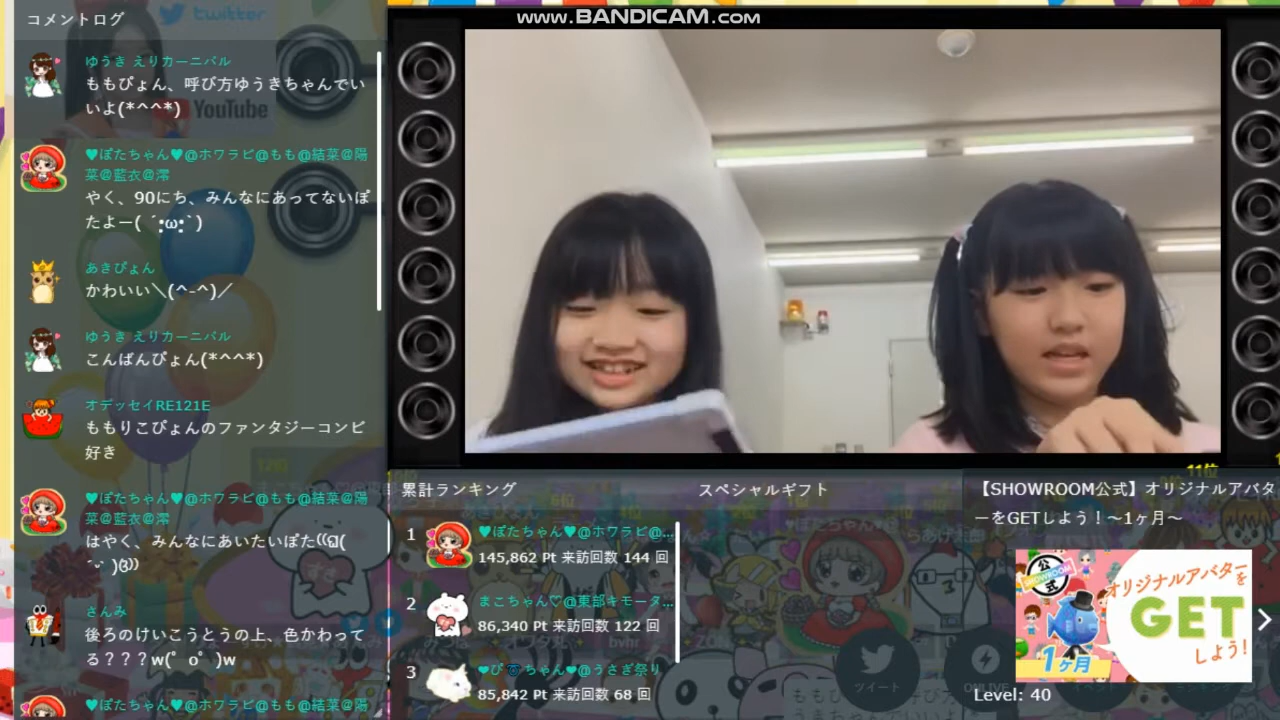 www.BANDICAM.com
コメントログ
twitter
YouTube
ゆうき えりカーニバル
ももぴょん、呼び方ゆうきちゃんでい
いよ(*^^*)
♥ぽたちゃん♥@ホワラビ@もも@結菜@陽
菜@藍衣@澪
やく、90にち、みんなにあってないぽ
たよー( ´•ω•`)
あきぴょん
かわいい＼(^-^)／
ゆうき えりカーニバル
こんばんぴょん(*^^*)
オデッセイRE121E
ももりこぴょんのファンタジーコンビ
好き
♥ぽたちゃん♥@ホワラビ@もも@結菜@陽
菜@藍衣@澪
はやく、みんなにあいたいぽた
さんみ
後ろのけいこうとうの上、色かわって
る？？？w(ﾟoﾟ)w
♥ぽたちゃん♥@ホワラビ@もも@結菜@陽
累計ランキング
1
♥ぽたちゃん♥@ホワラビ@...
145,862 Pt 来訪回数 144 回
2
まこちゃん♡@東部キモータ...
86,340 Pt 来訪回数 122 回
3
85,842 Pt 来訪回数 68 回
スペシャルギフト
11位
ツイート
ONLIVE
【SHOWROOM公式】オリジナルアバタ
ーをGETしよう！～1ヶ月～
公式
SHOWROOM
オリジナルアバターを
GET
しよう!
1ヶ月
Level: 40